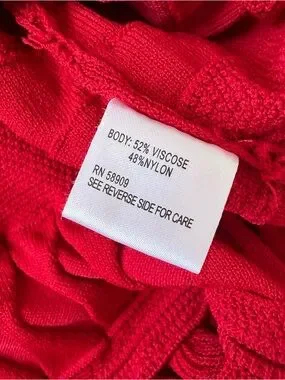 BODY: 52% VISCOSE
48%NYLON
RN 58909
SEE REVERSE SIDE FOR CARE